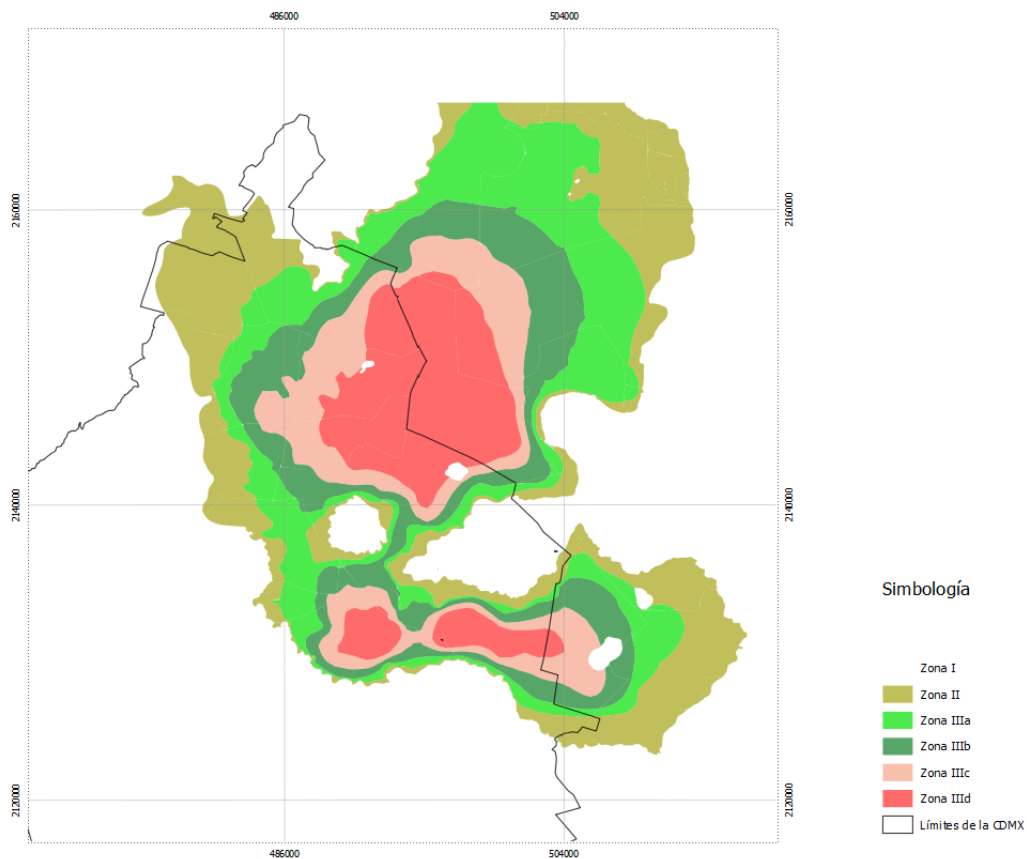 486000
504000
2160000
2160000
2140000
2140000
2120000
2120000
486000
504000
Simbología
Zona I
Zona II
Zona IIIa
Zona IIIb
Zona IIIc
Zona IIId
Límites de la CDMX